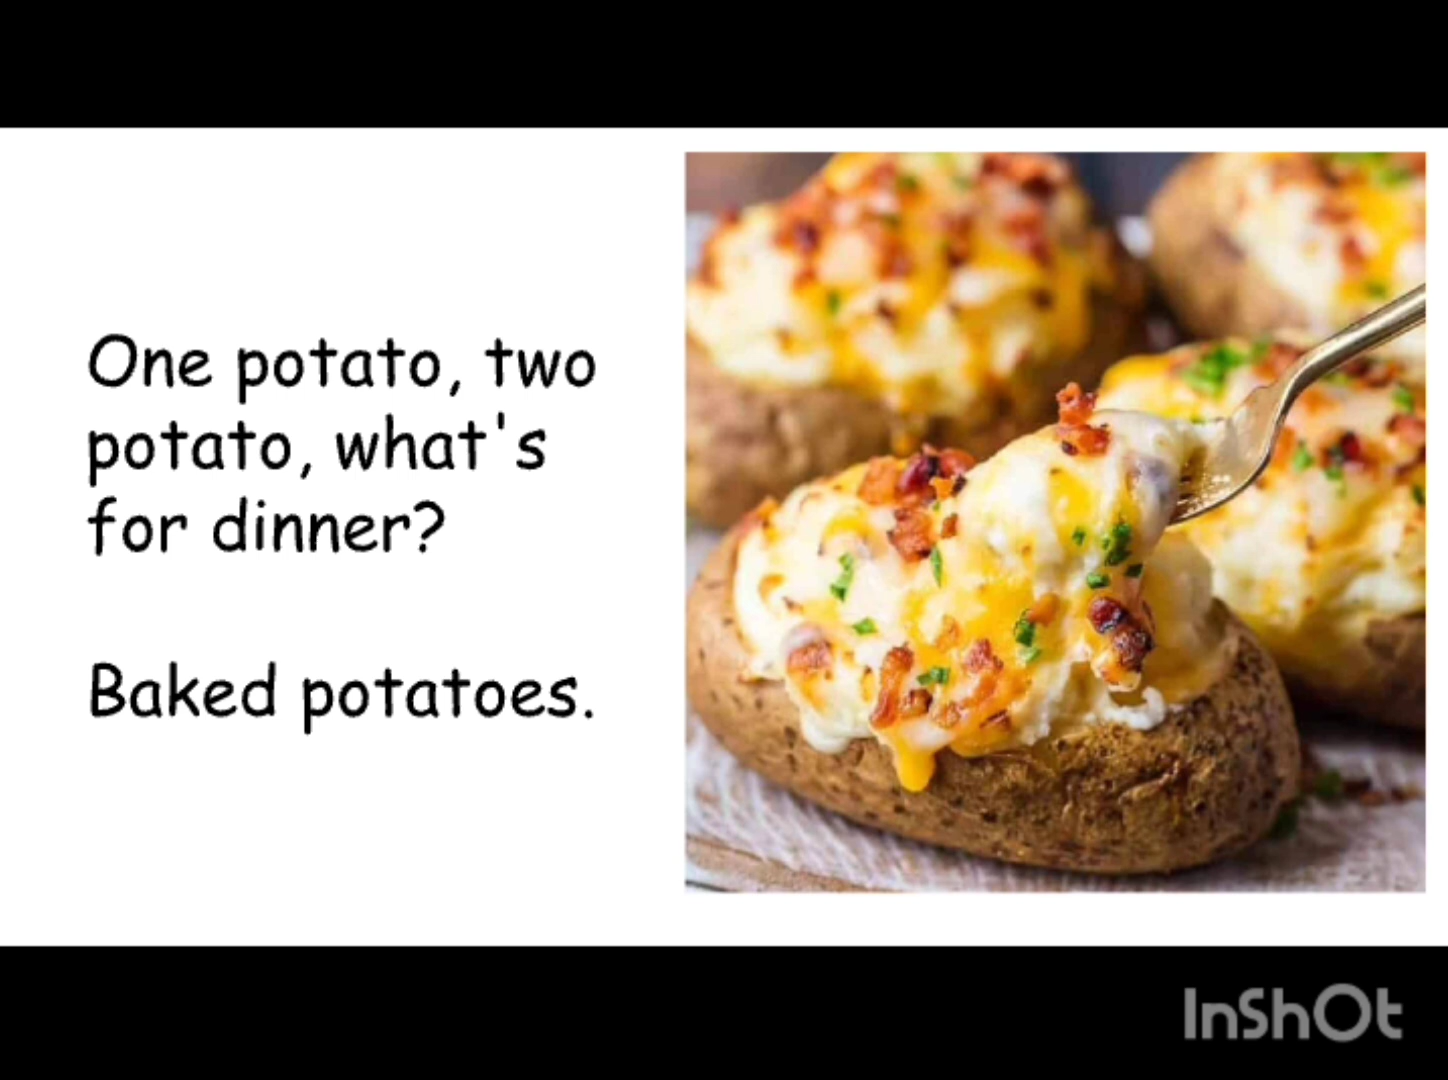 One potato, two
potato, what's
for dinner?
Baked potatoes.
InShOt